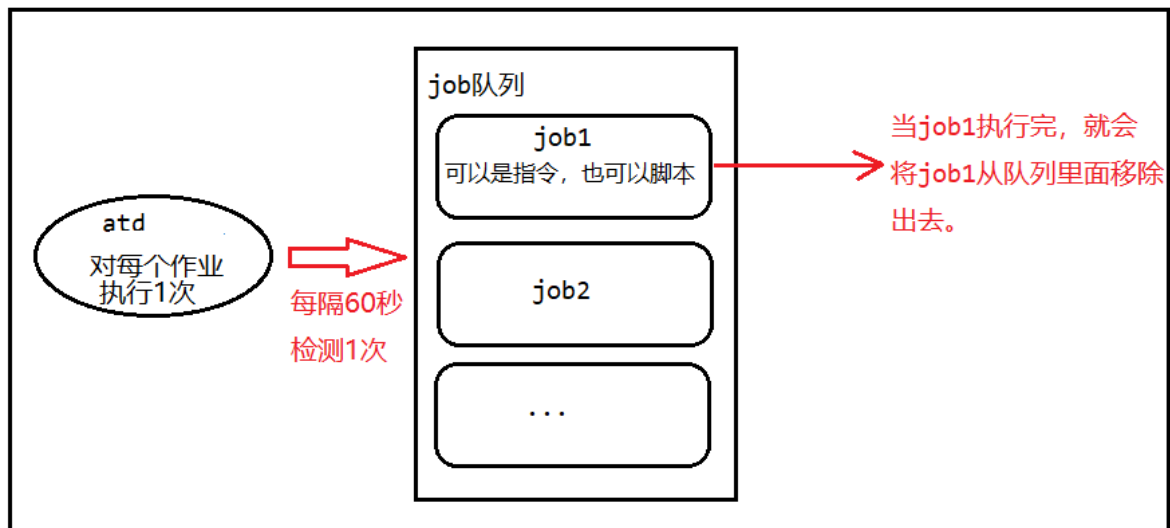 atd
对每个作业
执行1次
每隔60秒
检测1次
job队列
job1
可以是指令，也可以脚本
job2
...
当job1执行完，就会
将job1从队列里面移除
出去。